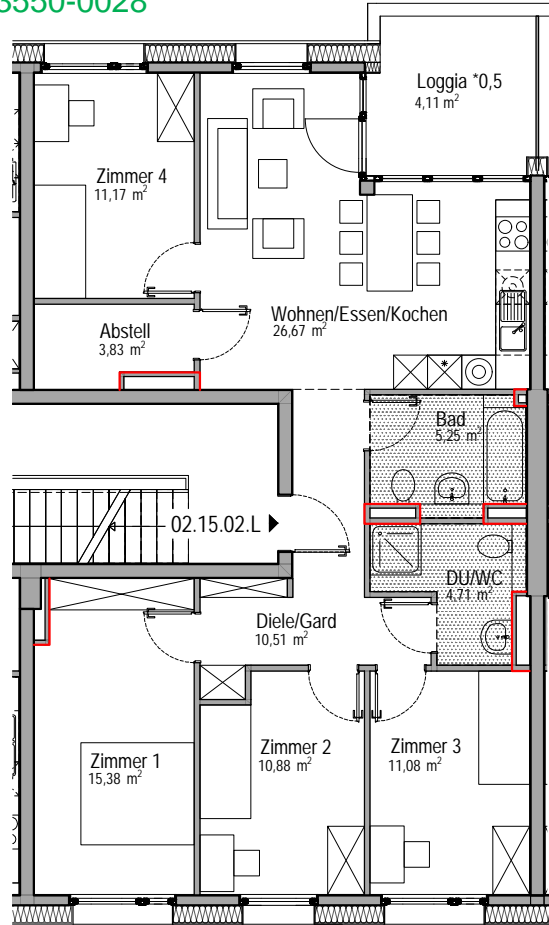 3550-0028
Loggia *0,5
4,11 m²
Zimmer 4
11,17 m²
Wohnen/Essen/Kochen
26,67 m²
Abstell
3,83 m²
Bad
5,25 m²
02.15.02.L
DU/WC
4,71 m²
Diele/Gard
10,51 m²
Zimmer 1
15,38 m²
Zimmer 2
10,88 m²
Zimmer 3
11,08 m²